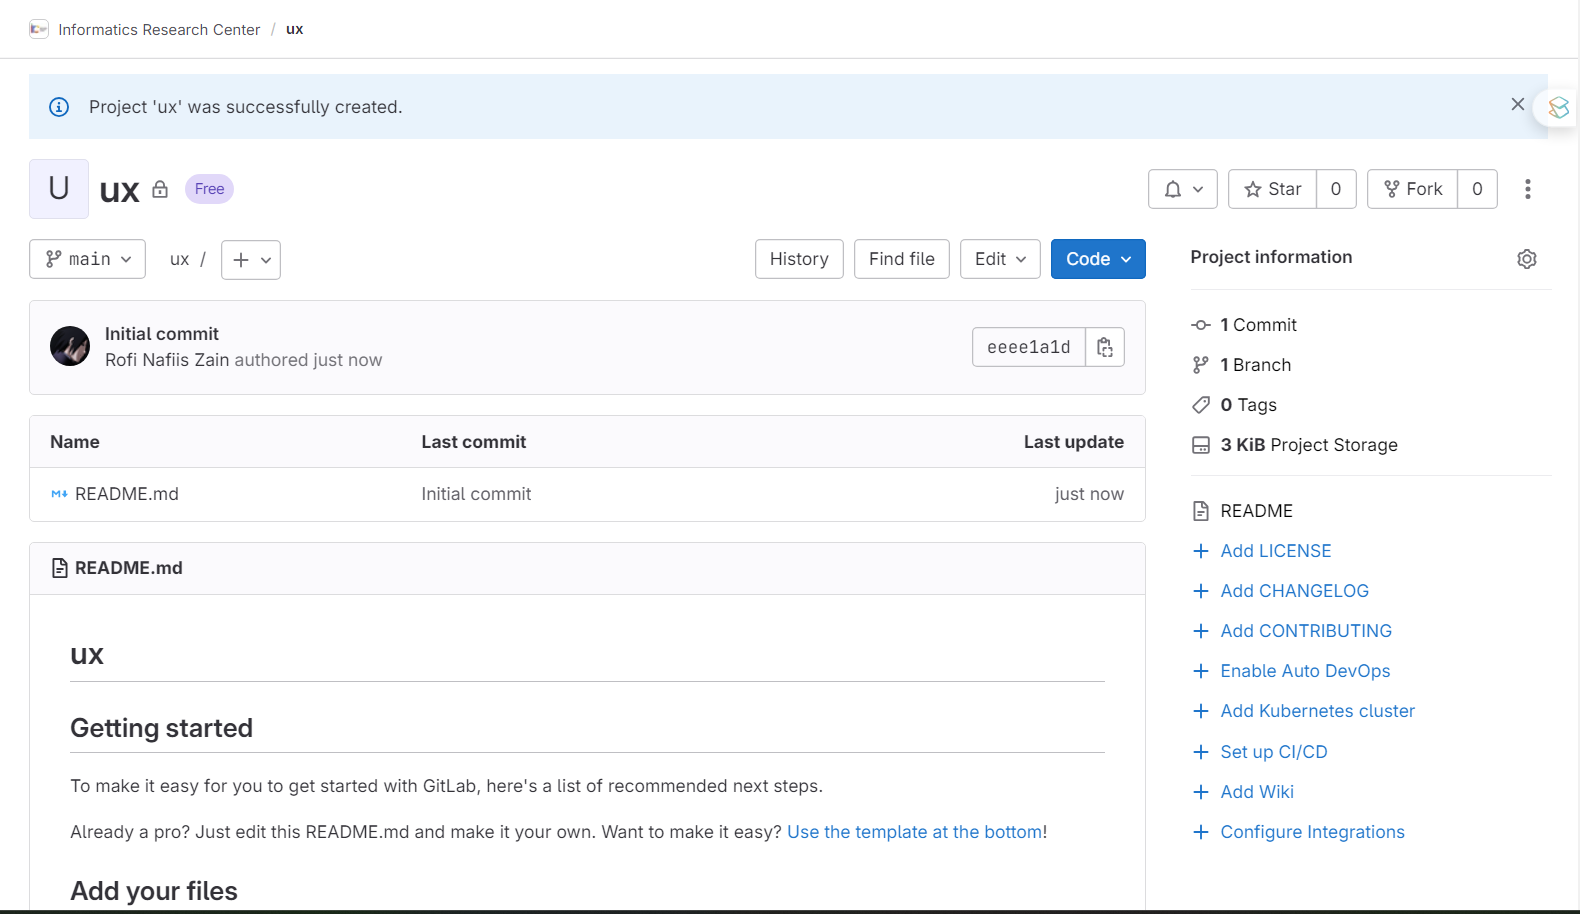 Informatics Research Center / ux
Project 'ux' was successfully created.
U
ux
Free
Star 0
Fork 0
main
ux /
History
Find file
Edit
Code
Initial commit
Rofi Nafiis Zain authored just now
eeee1a1d
Name Last commit Last update
README.md Initial commit just now
README.md
ux
Getting started
To make it easy for you to get started with GitLab, here's a list of recommended next steps.
Already a pro? Just edit this README.md and make it your own. Want to make it easy? Use the template at the bottom!
Add your files
Project information
1 Commit
1 Branch
0 Tags
3 KiB Project Storage
README
Add LICENSE
Add CHANGELOG
Add CONTRIBUTING
Enable Auto DevOps
Add Kubernetes cluster
Set up CI/CD
Add Wiki
Configure Integrations